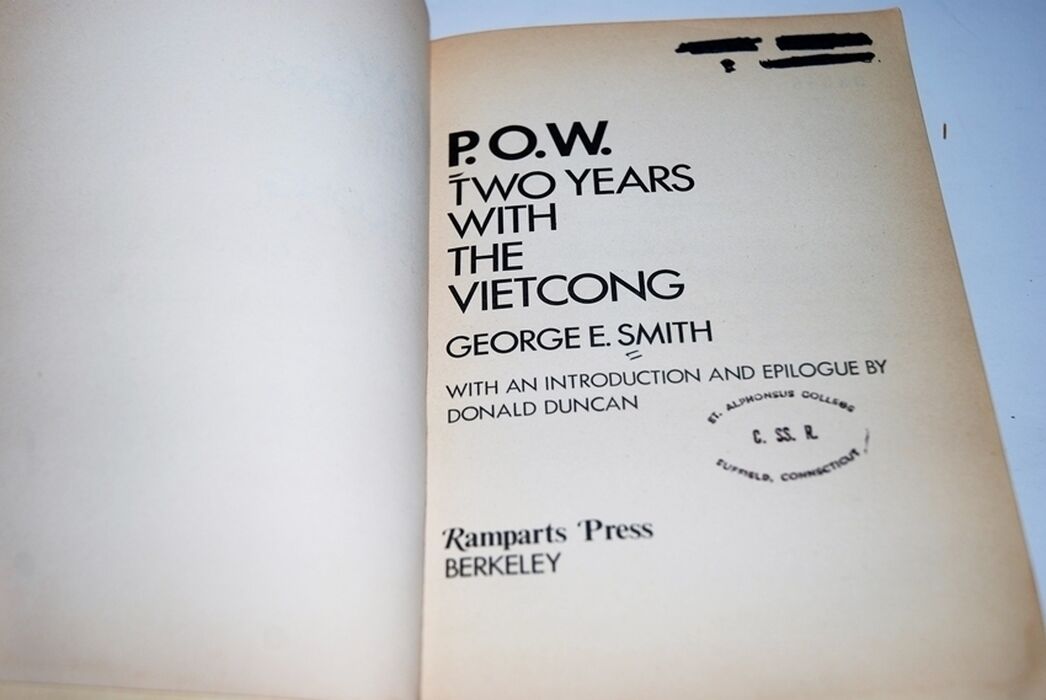 P.O.W.
TWO YEARS
WITH
THE
VIETCONG
GEORGE E. SMITH
WITH AN INTRODUCTION AND EPILOGUE BY
DONALD DUNCAN
ST. ALPHONSUS COLLEGE
C. SS. R.
SUFFIELD, CONNECTICUT
Ramparts Press
BERKELEY